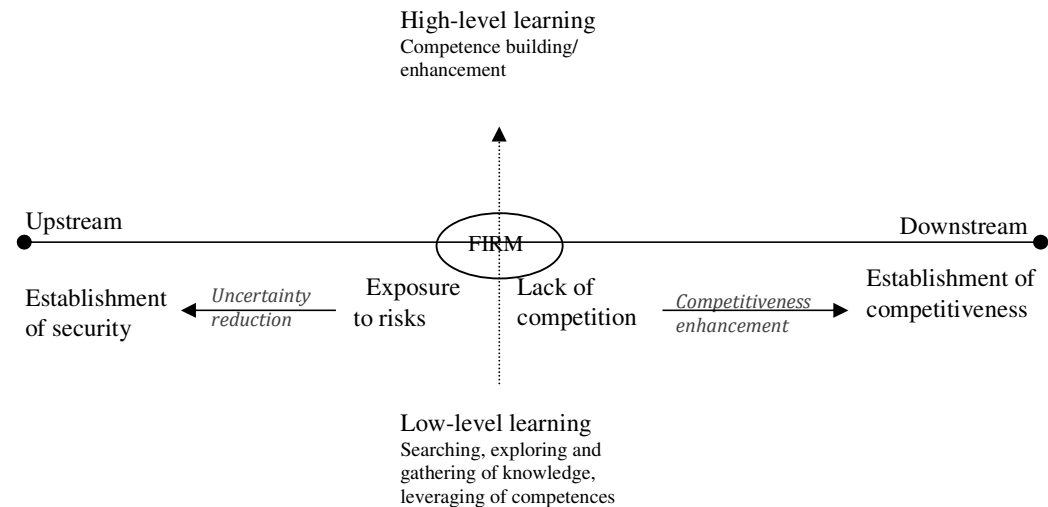 High-level learning
Competence building/
enhancement
Upstream
Downstream
FIRM
Establishment
of security
Uncertainty
reduction
Exposure
to risks
Lack of
competition
Competitiveness
enhancement
Establishment of
competitiveness
Low-level learning
Searching, exploring and
gathering of knowledge,
leveraging of competences